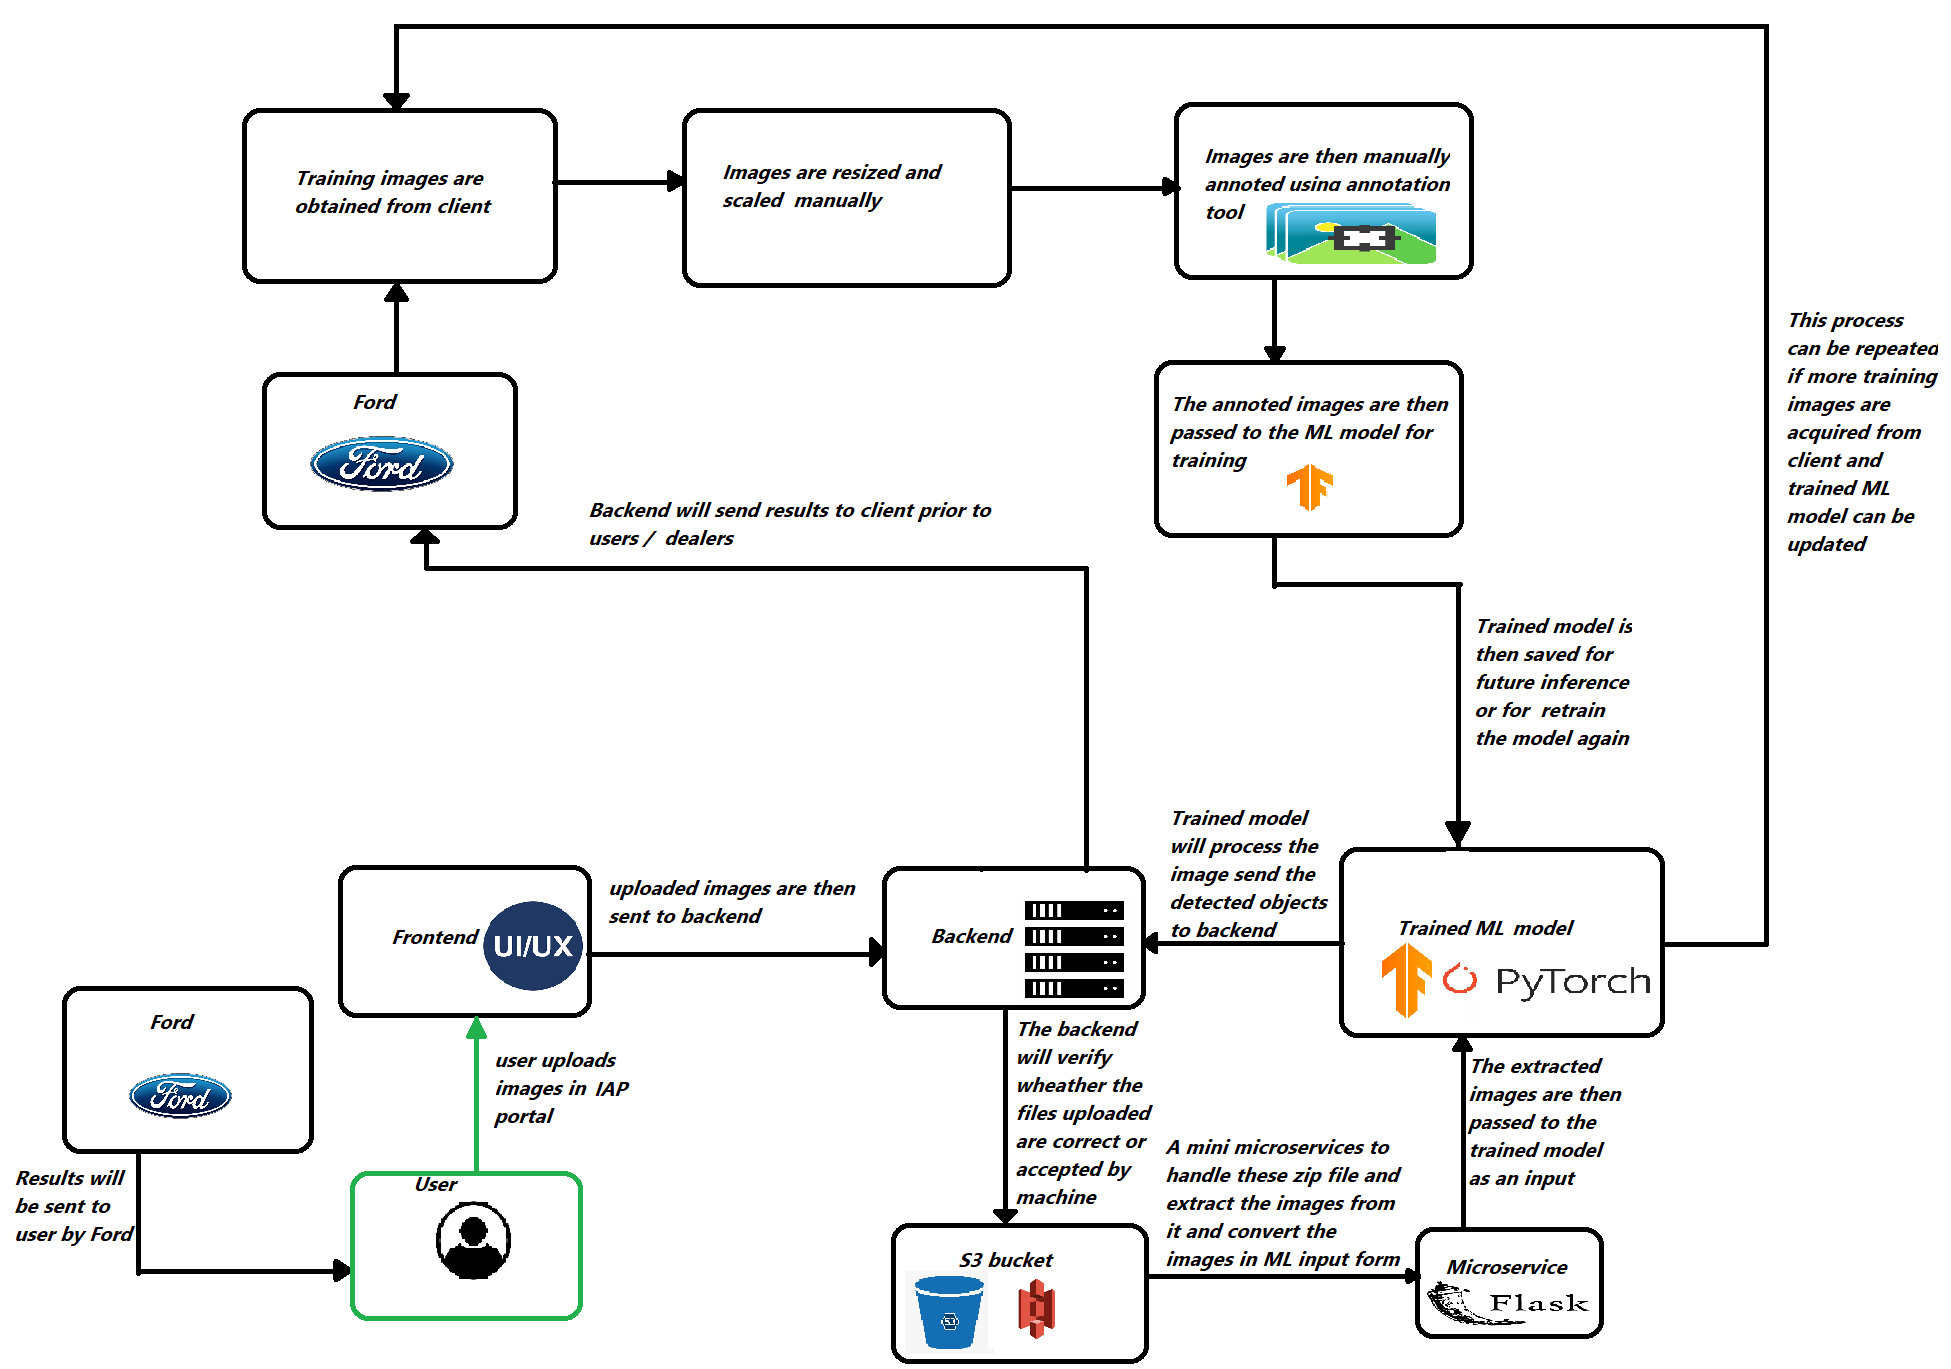 Training images are
obtained from client
Images are resized and
scaled manually
Images are then manually
annoted using annotation
tool
Ford
Ford
The annoted images are then
passed to the ML model for
training
This process
can be repeated
if more training
images are
acquired from
client and
trained ML
model can be
updated
Backend will send results to client prior to
users / dealers
Trained model is
then saved for
future inference
or for retrain
the model again
Trained model
will process the
image send the
detected objects
to backend
Frontend
UI/UX
uploaded images are then
sent to backend
Backend
Trained ML model
PyTorch
Ford
Ford
user uploads
images in IAP
portal
The backend
will verify
wheather the
files uploaded
are correct or
accepted by
machine
The extracted
images are then
passed to the
trained model
as an input
Results will
be sent to
user by Ford
User
A mini microservices to
handle these zip file and
extract the images from
it and convert the
images in ML input form
S3 bucket
S3
Microservice
Flask